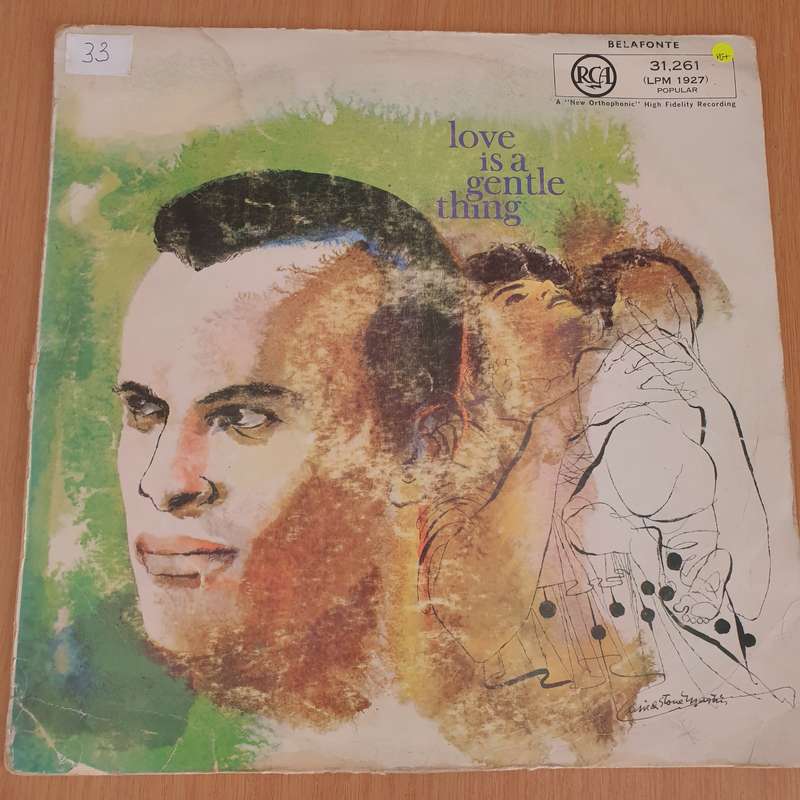 33
BELAFONTE
RCA
31,261
(LPM 1927)
POPULAR
A "New Orthophonic" High Fidelity Recording
love
is a
gentle
thing